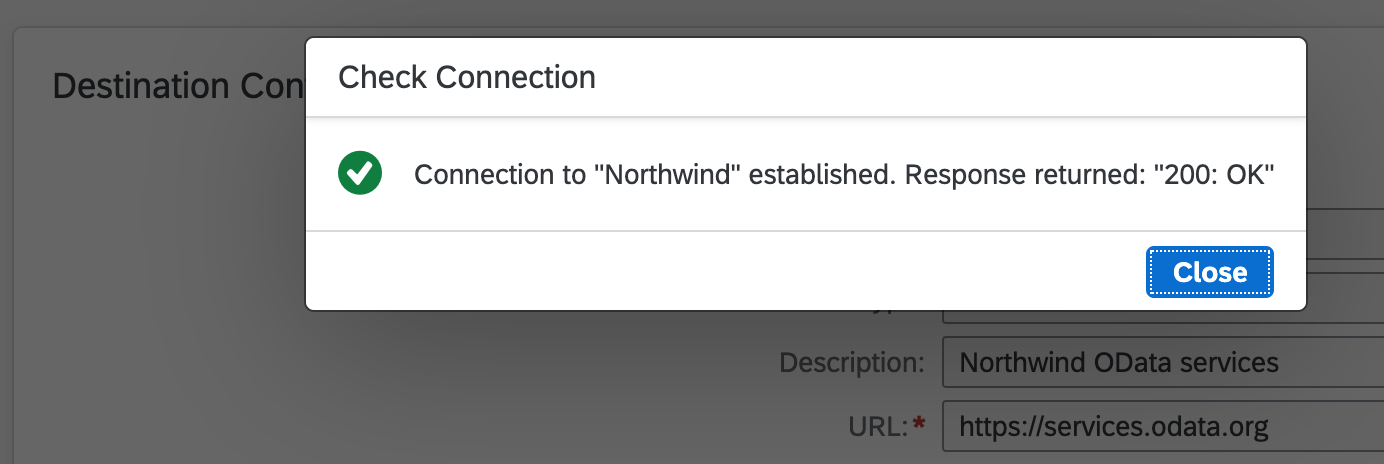 Check Connection
Destination Con
Connection to "Northwind" established. Response returned: "200: OK"
Close
Description: Northwind OData services
URL:* https://services.odata.org